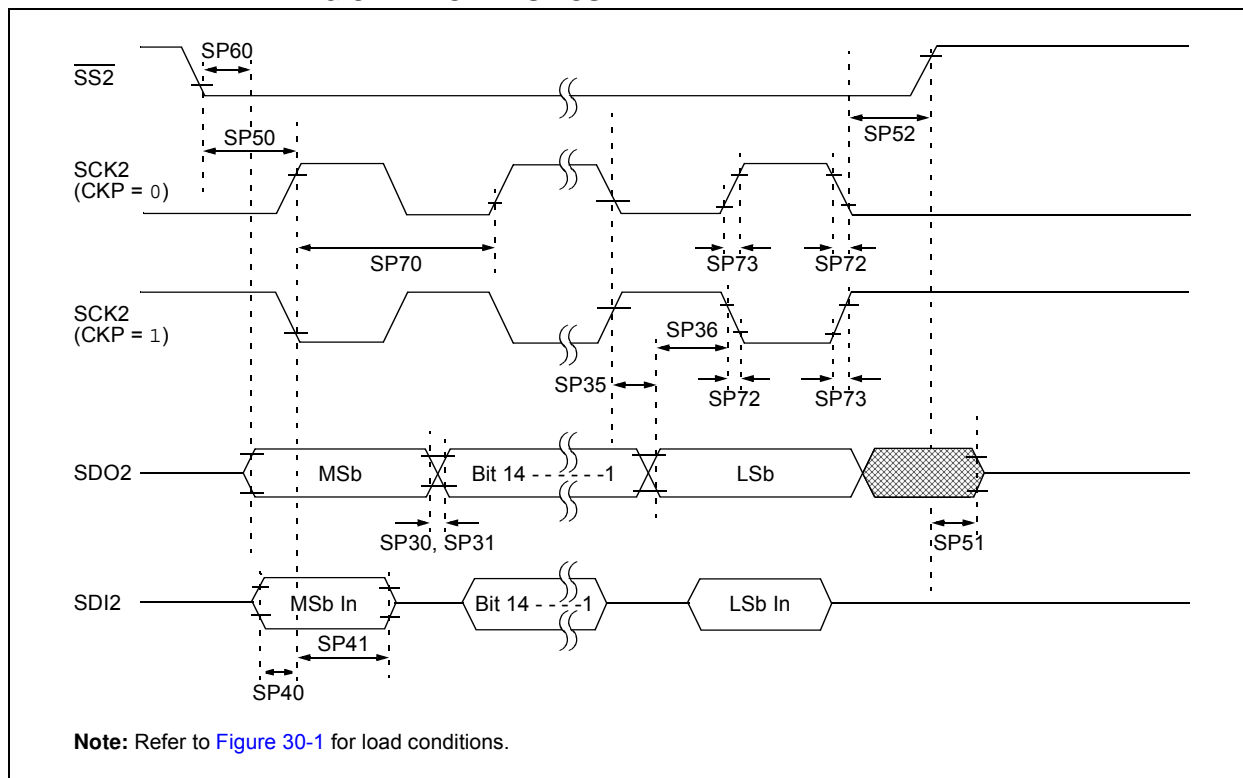 SP60
SS2
SP50
SP52
SCK2
(CKP = 0)
SP70
SP73
SP72
SCK2
(CKP = 1)
SP36
SP35
SP72
SP73
SDO2
MSb
Bit 14 - - - - - -1
LSb
SP30, SP31
SP51
SDI2
MSb In
Bit 14 - - - - -1
LSb In
SP41
SP40
Note: Refer to Figure 30-1 for load conditions.